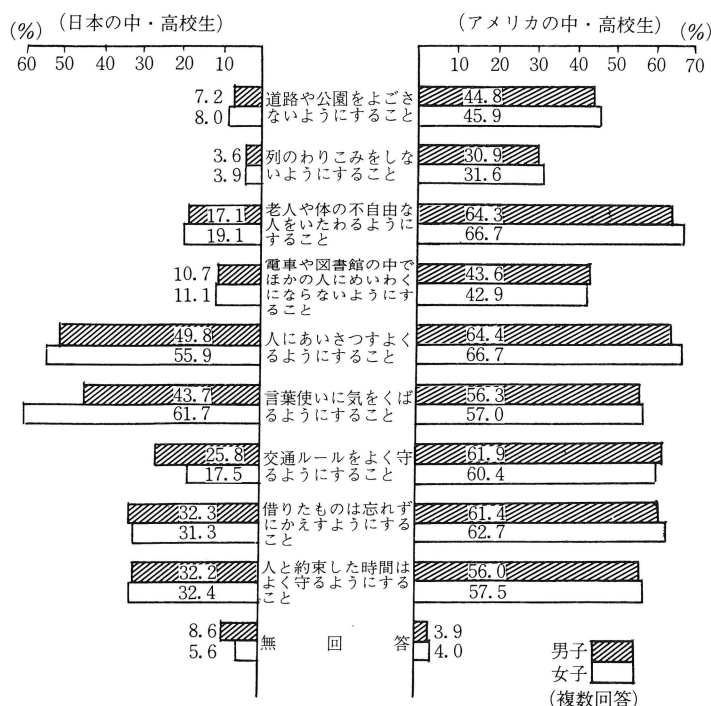 (日本の中・高校生)
(アメリカの中・高校生)
(%)
60 50 40 30 20 10
10 20 30 40 50 60 70
(%)
7.2
8.0
道路や公園をよごさ
ないようにすること
44.8
45.9
3.6
3.9
列のわりこみをしな
いようにすること
30.9
31.6
17.1
19.1
老人や体の不自由な
人をいたわるように
すること
64.3
66.7
10.7
11.1
電車や図書館の中で
ほかの人にめいわく
にならないようにす
ること
43.6
42.9
49.8
55.9
人にあいさつすよく
るようにすること
64.4
66.7
43.7
61.7
言葉使いに気をくば
るようにすること
56.3
57.0
25.8
17.5
交通ルールをよく守
るようにすること
61.9
60.4
32.3
31.3
借りたものは忘れず
にかえすようにする
こと
61.4
62.7
32.2
32.4
人と約束した時間は
よく守るようにする
こと
56.0
57.5
8.6
5.6
無回答
3.9
4.0
男子
女子
(複数回答)